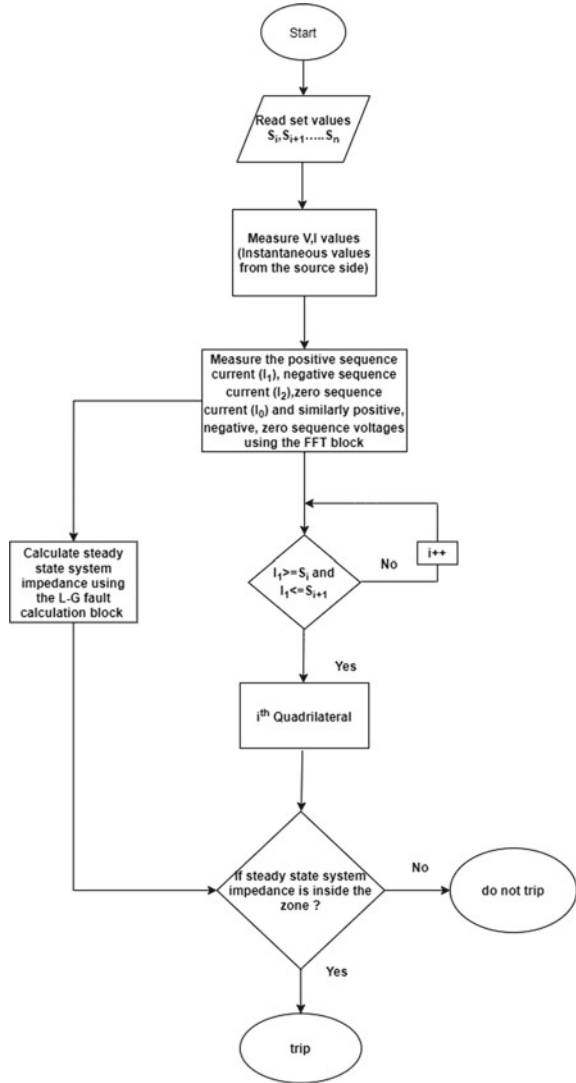 Start
Read set values
Sᵢ,Sᵢ₊₁.....Sₙ
Measure V,I values
(Instantaneous values
from the source side)
Measure the positive sequence
current (I₁), negative sequence
current (I₂),zero sequence
current (I₀) and similarly positive,
negative, zero sequence voltages
using the FFT block
Calculate steady
state system
impedance using
the L-G fault
calculation block
i++
I₁>=Sᵢ and
I₁<=Sᵢ₊₁
No
Yes
iᵗʰ Quadrilateral
If steady state system
impedance is inside the
zone ?
No
do not trip
Yes
trip